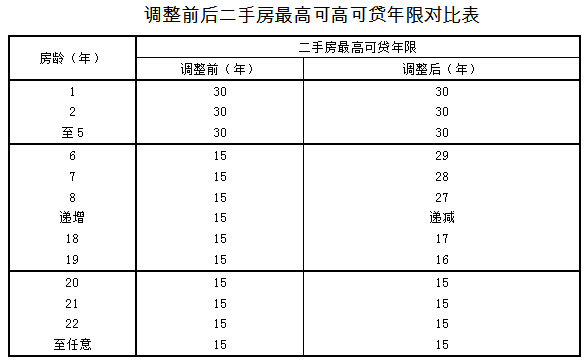 调整前后二手房最高可高可贷年限对比表
房龄（年） 二手房最高可贷年限
调整前（年） 调整后（年）
1 30 30
2 30 30
至5 30 30
6 15 29
7 15 28
8 15 27
递增 15 递减
18 15 17
19 15 16
20 15 15
21 15 15
22 15 15
至任意 15 15